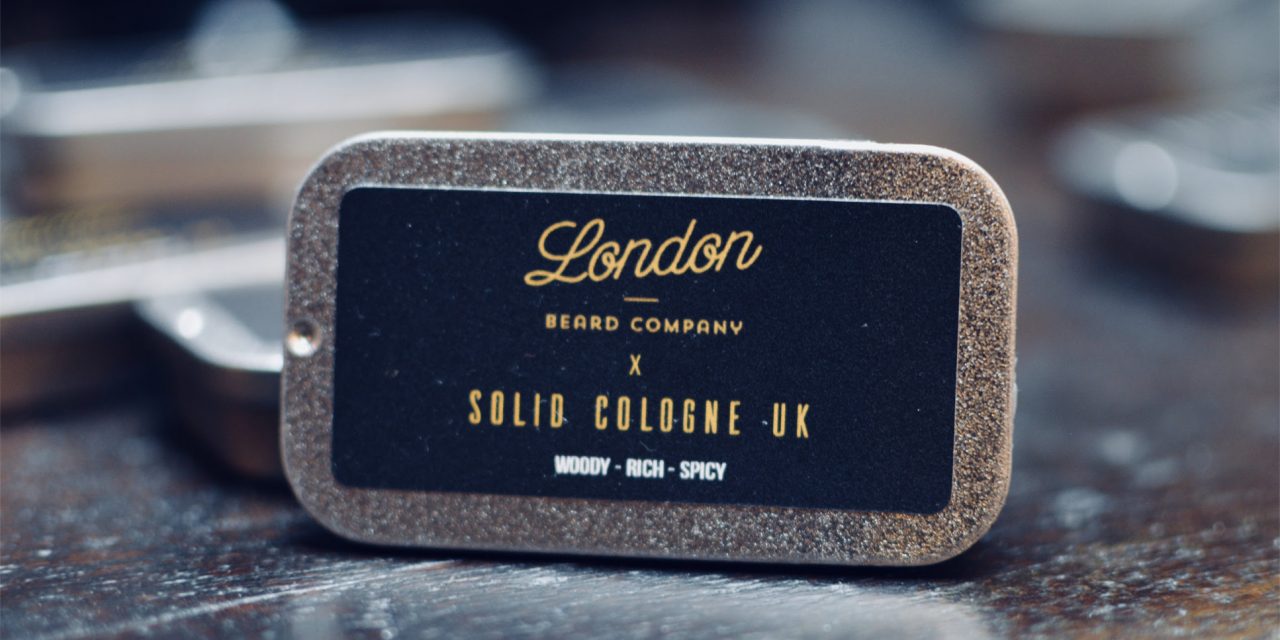 London
BEARD COMPANY
X
SOLID COLOGNE UK
WOODY - RICH - SPICY